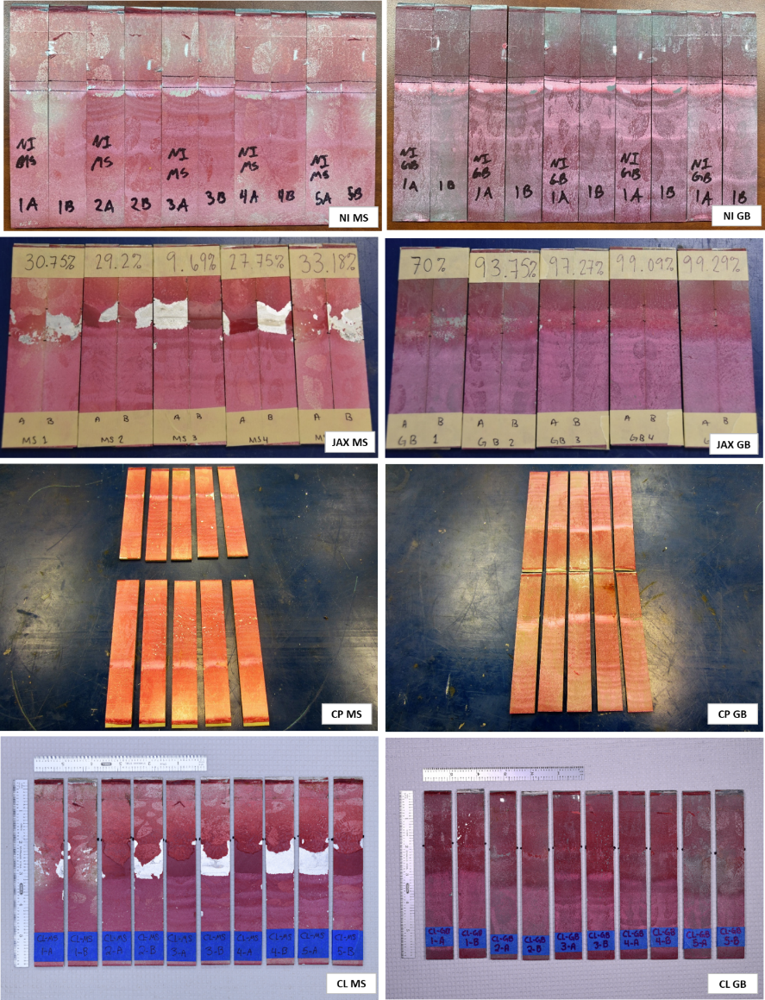 NI
MS
1A
1B
NI
MS
2A
2B
NI
MS
3A
3B
NI
MS
4A
4B
NI
MS
5A
5B
NI MS
NI
GB
1A
1B
NI
GB
1A
1B
NI
GB
1A
1B
NI
GB
1A
1B
NI
GB
1A
1B
NI GB
30.75% 29.2% 9.69% 27.75% 33.18%
A B A B A B A B A B
MS 1 MS 2 MS 3 MS4
JAX MS
70% 93.75% 97.27% 99.09% 99.29%
A B A B A B A B A B
GB 1 GB 2 GB 3 GB 4
JAX GB
CP MS
CP GB
CL-MS
1-A
CL-MS
1-B
CL-MS
2-A
CL-MS
2-B
CL-MS
3-A
CL-MS
3-B
CL-MS
4-A
CL-MS
4-B
CL-MS
5-A
CL-MS
5-B
CL MS
CL-GB
1-A
CL-GB
1-B
CL-GB
2-A
CL-GB
2-B
CL-GB
3-A
CL-GB
3-B
CL-GB
4-A
CL-GB
4-B
CL-GB
5-A
CL-GB
5-B
CL GB